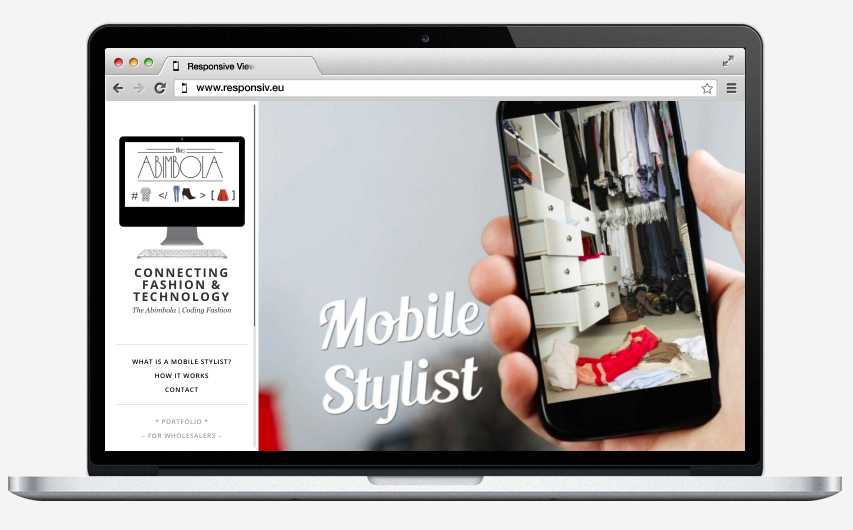 Responsive View
www.responsiv.eu
the
ABIMBOLA
# </ > [ ]
CONNECTING
FASHION &
TECHNOLOGY
The Abimbola | Coding Fashion
WHAT IS A MOBILE STYLIST?
HOW IT WORKS
CONTACT
* PORTFOLIO *
– FOR WHOLESALERS –
Mobile
Stylist